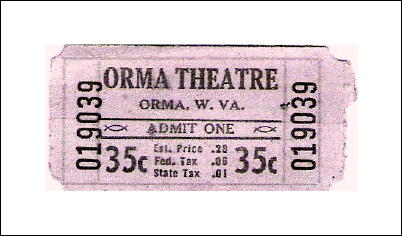 019039
ORMA THEATRE
ORMA, W. VA.
ADMIT ONE
35c
Est. Price .28
Fed. Tax .06
State Tax .01
35c
019039